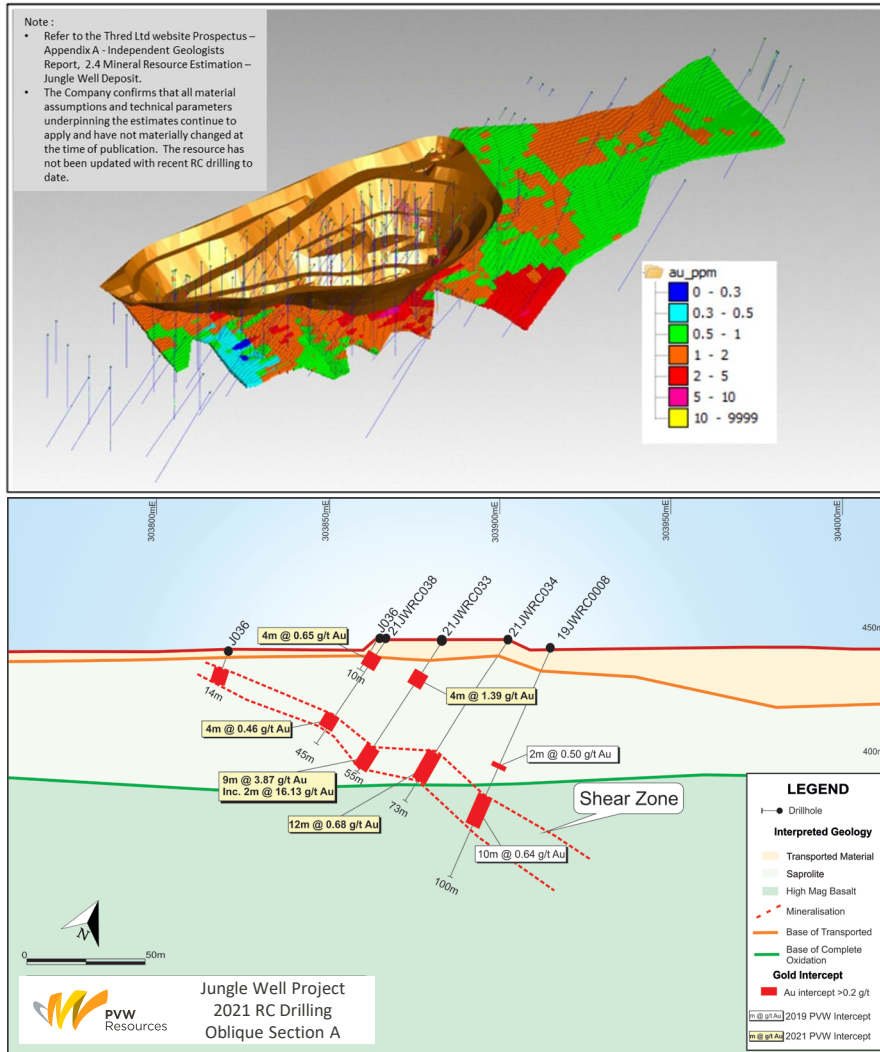 Note :
• Refer to the Thred Ltd website Prospectus –
Appendix A - Independent Geologists
Report, 2.4 Mineral Resource Estimation –
Jungle Well Deposit.
• The Company confirms that all material
assumptions and technical parameters
underpinning the estimates continue to
apply and have not materially changed at
the time of publication. The resource has
not been updated with recent RC drilling to
date.
au_ppm
0 - 0.3
0.3 - 0.5
0.5 - 1
1 - 2
2 - 5
5 - 10
10 - 9999
303800mE
303850mE
303900mE
303950mE
304000mE
J036
J036
21JWRC038
21JWRC033
21JWRC034
19JWRC0008
450m
4m @ 0.65 g/t Au
10m
14m
4m @ 1.39 g/t Au
4m @ 0.46 g/t Au
45m
2m @ 0.50 g/t Au
9m @ 3.87 g/t Au
Inc. 2m @ 16.13 g/t Au
55m
73m
12m @ 0.68 g/t Au
Shear Zone
10m @ 0.64 g/t Au
100m
N
0
50m
PVW
Resources
Jungle Well Project
2021 RC Drilling
Oblique Section A
LEGEND
Drillhole
Interpreted Geology
Transported Material
Saprolite
High Mag Basalt
Mineralisation
Base of Transported
Base of Complete
Oxidation
Gold Intercept
Au intercept >0.2 g/t
m @ g/t Au 2019 PVW Intercept
m @ g/t Au 2021 PVW Intercept